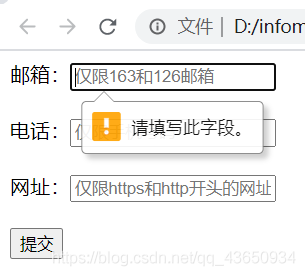 文件 | D:/infom
邮箱： 仅限163和126邮箱
! 请填写此字段。
电话：
网址： 仅限https和http开头的网址
提交
https://blog.csdn.net/qq_43650934